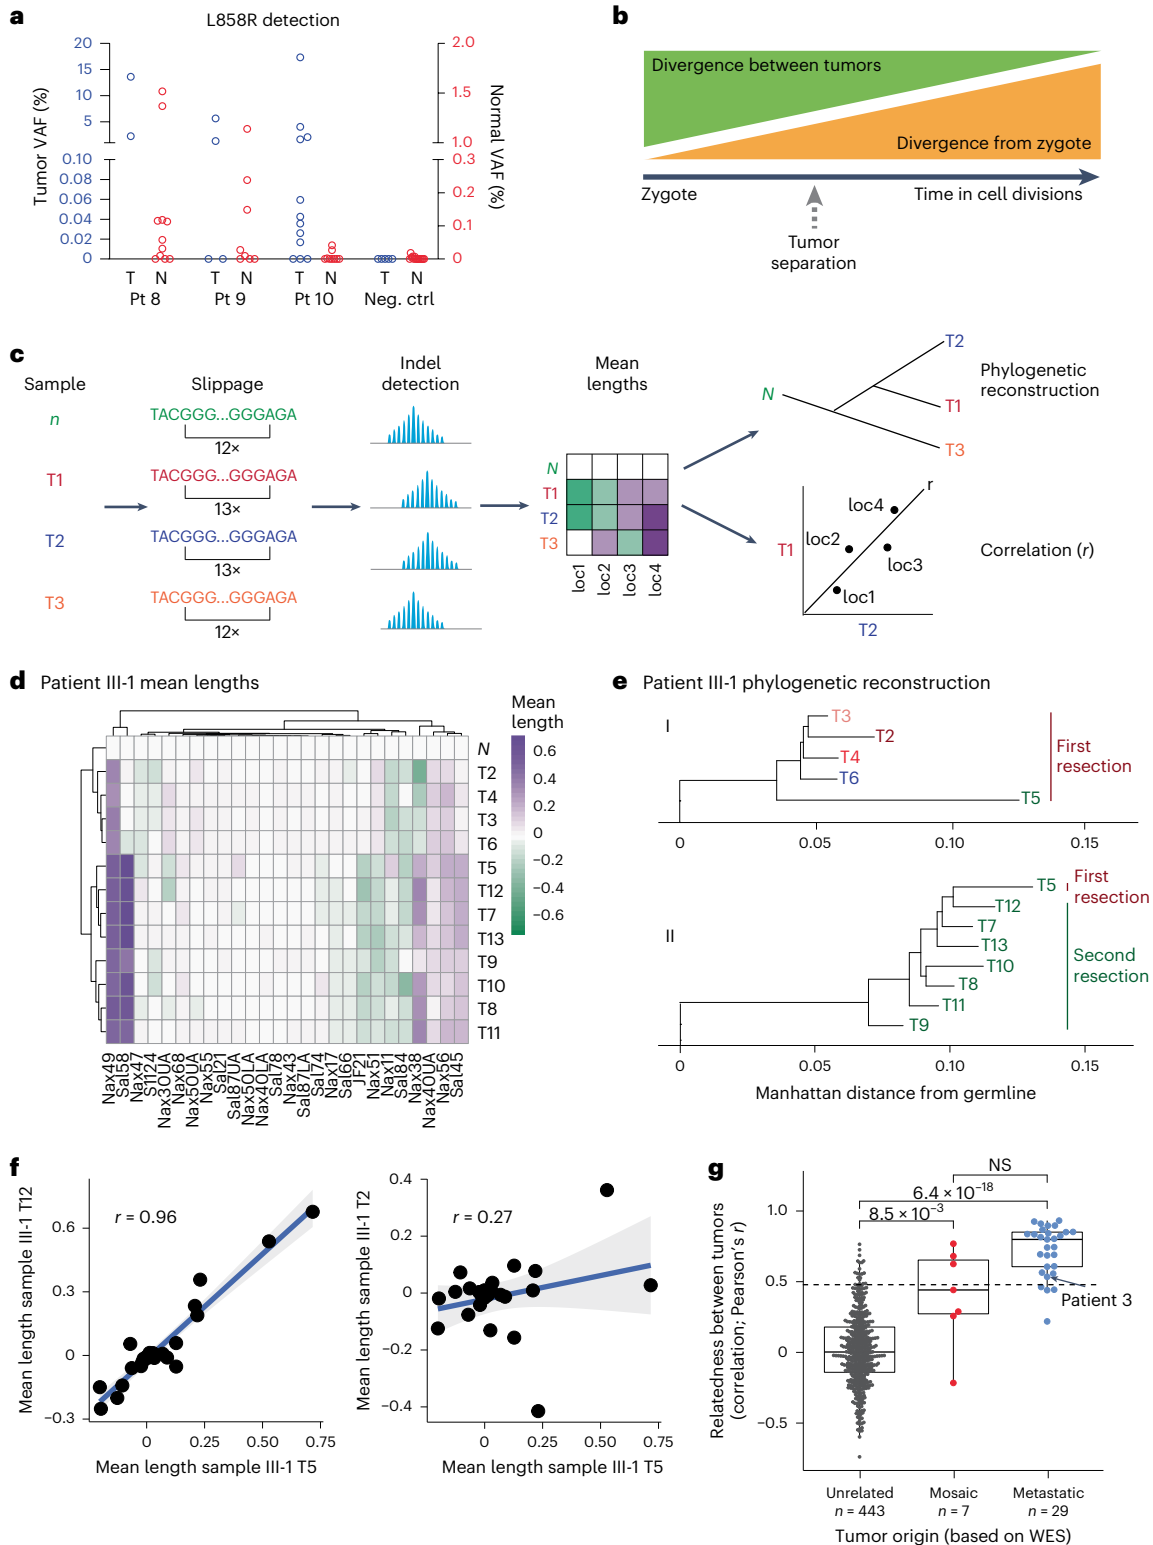 a
L858R detection
Tumor VAF (%)
20
15
10
5
0.10
0.08
0.06
0.04
0.02
0
2.0
1.5
1.0
0.3
0.2
0.1
0
Normal VAF (%)
T N T N T N T N
Pt 8 Pt 9 Pt 10 Neg. ctrl
b
Divergence between tumors
Divergence from zygote
Zygote
Time in cell divisions
Tumor
separation
c
Sample
Slippage
Indel
detection
Mean
lengths
n
TACGGG...GGGAGA
12×
T1
TACGGG...GGGAGA
13×
T2
TACGGG...GGGAGA
13×
T3
TACGGG...GGGAGA
12×
N
T1
T2
T3
loc1
loc2
loc3
loc4
N
T2
T1
T3
Phylogenetic
reconstruction
r
loc4
loc2
loc3
loc1
T1
T2
Correlation (r)
d Patient III-1 mean lengths
Mean
length
0.6
0.4
0.2
0
−0.2
−0.4
−0.6
N
T2
T4
T3
T6
T5
T12
T7
T13
T9
T10
T8
T11
Nax49
Sal58
Nax47
S1124
Nax30UA
Nax68
Nax50UA
Nax55
Sal21
Sal87UA
Nax50LA
Nax40LA
Sal78
Nax43
Sal87LA
Sal74
Nax17
Sal66
JF21
Nax51
Nax11
Sal84
Nax38
Nax40UA
Nax56
Sal45
e Patient III-1 phylogenetic reconstruction
I
T3
T2
T4
T6
T5
First
resection
0 0.05 0.10 0.15
II
T5
T12
T7
T13
T10
T8
T11
T9
First
resection
Second
resection
0 0.05 0.10 0.15
Manhattan distance from germline
f
Mean length sample III-1 T12
r = 0.96
0.6
0.3
0
−0.3
0 0.25 0.50 0.75
Mean length sample III-1 T5
Mean length sample III-1 T2
r = 0.27
0.4
0.2
0
−0.2
−0.4
0 0.25 0.50 0.75
Mean length sample III-1 T5
g
Relatedness between tumors
(correlation; Pearson's r)
NS
6.4 × 10−18
8.5 × 10−3
1.0
0.5
0
−0.5
Patient 3
Unrelated Mosaic Metastatic
n = 443 n = 7 n = 29
Tumor origin (based on WES)